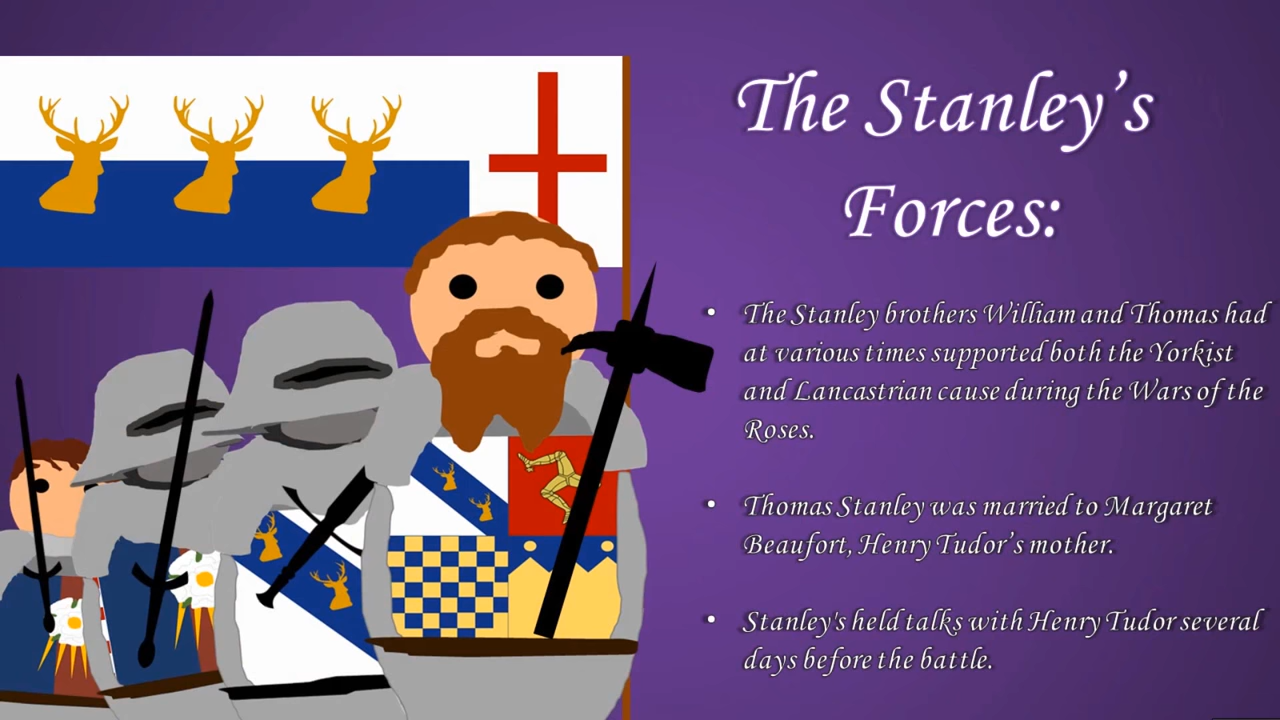 The Stanley’s
Forces:
• The Stanley brothers William and Thomas had
at various times supported both the Yorkist
and Lancastrian cause during the Wars of the
Roses.
• Thomas Stanley was married to Margaret
Beaufort, Henry Tudor’s mother.
• Stanley's held talks with Henry Tudor several
days before the battle.